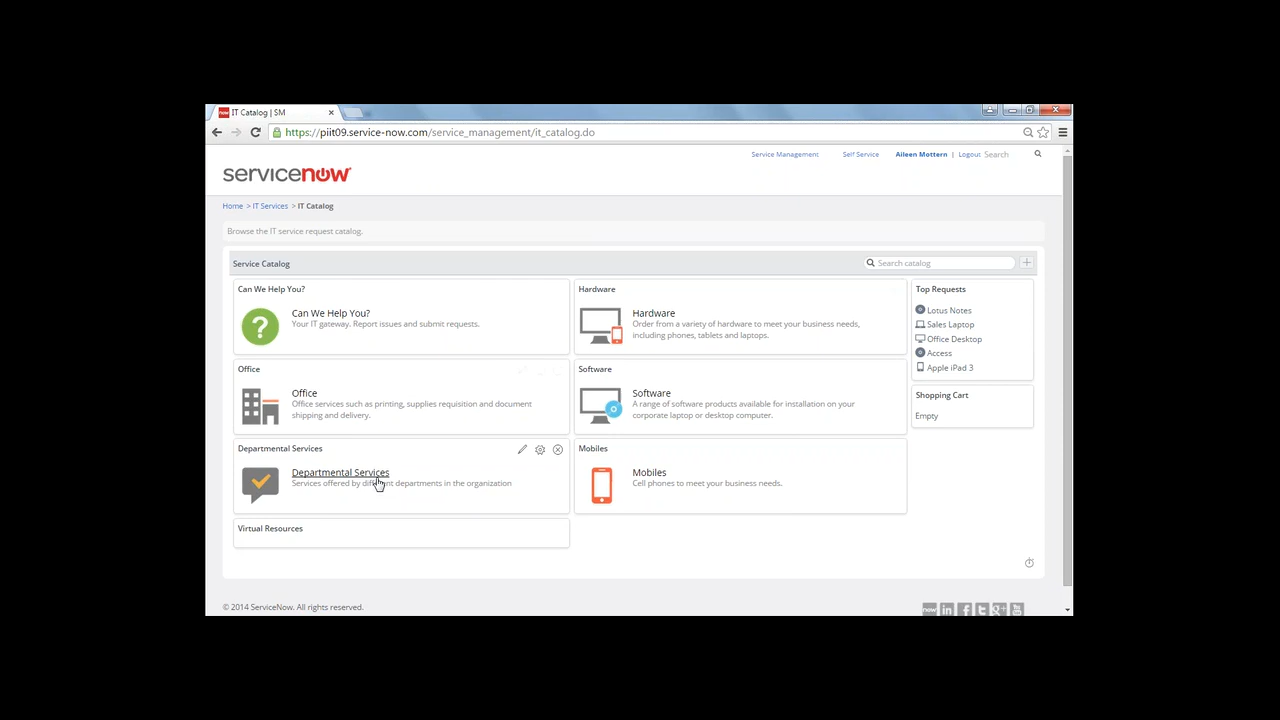 IT Catalog | SM
https://piit09.service-now.com/service_management/it_catalog.do
Service Management Self Service Aileen Mottern | Logout Search
servicenow
Home > IT Services > IT Catalog
Browse the IT service request catalog.
Service Catalog
Search catalog
Can We Help You?
Can We Help You?
Your IT gateway. Report issues and submit requests.
Hardware
Hardware
Order from a variety of hardware to meet your business needs,
including phones, tablets and laptops.
Top Requests
Lotus Notes
Sales Laptop
Office Desktop
Access
Apple iPad 3
Office
Office
Office services such as printing, supplies requisition and document
shipping and delivery.
Software
Software
A range of software products available for installation on your
corporate laptop or desktop computer.
Shopping Cart
Empty
Departmental Services
Departmental Services
Services offered by different departments in the organization
Mobiles
Mobiles
Cell phones to meet your business needs.
Virtual Resources
© 2014 ServiceNow. All rights reserved.